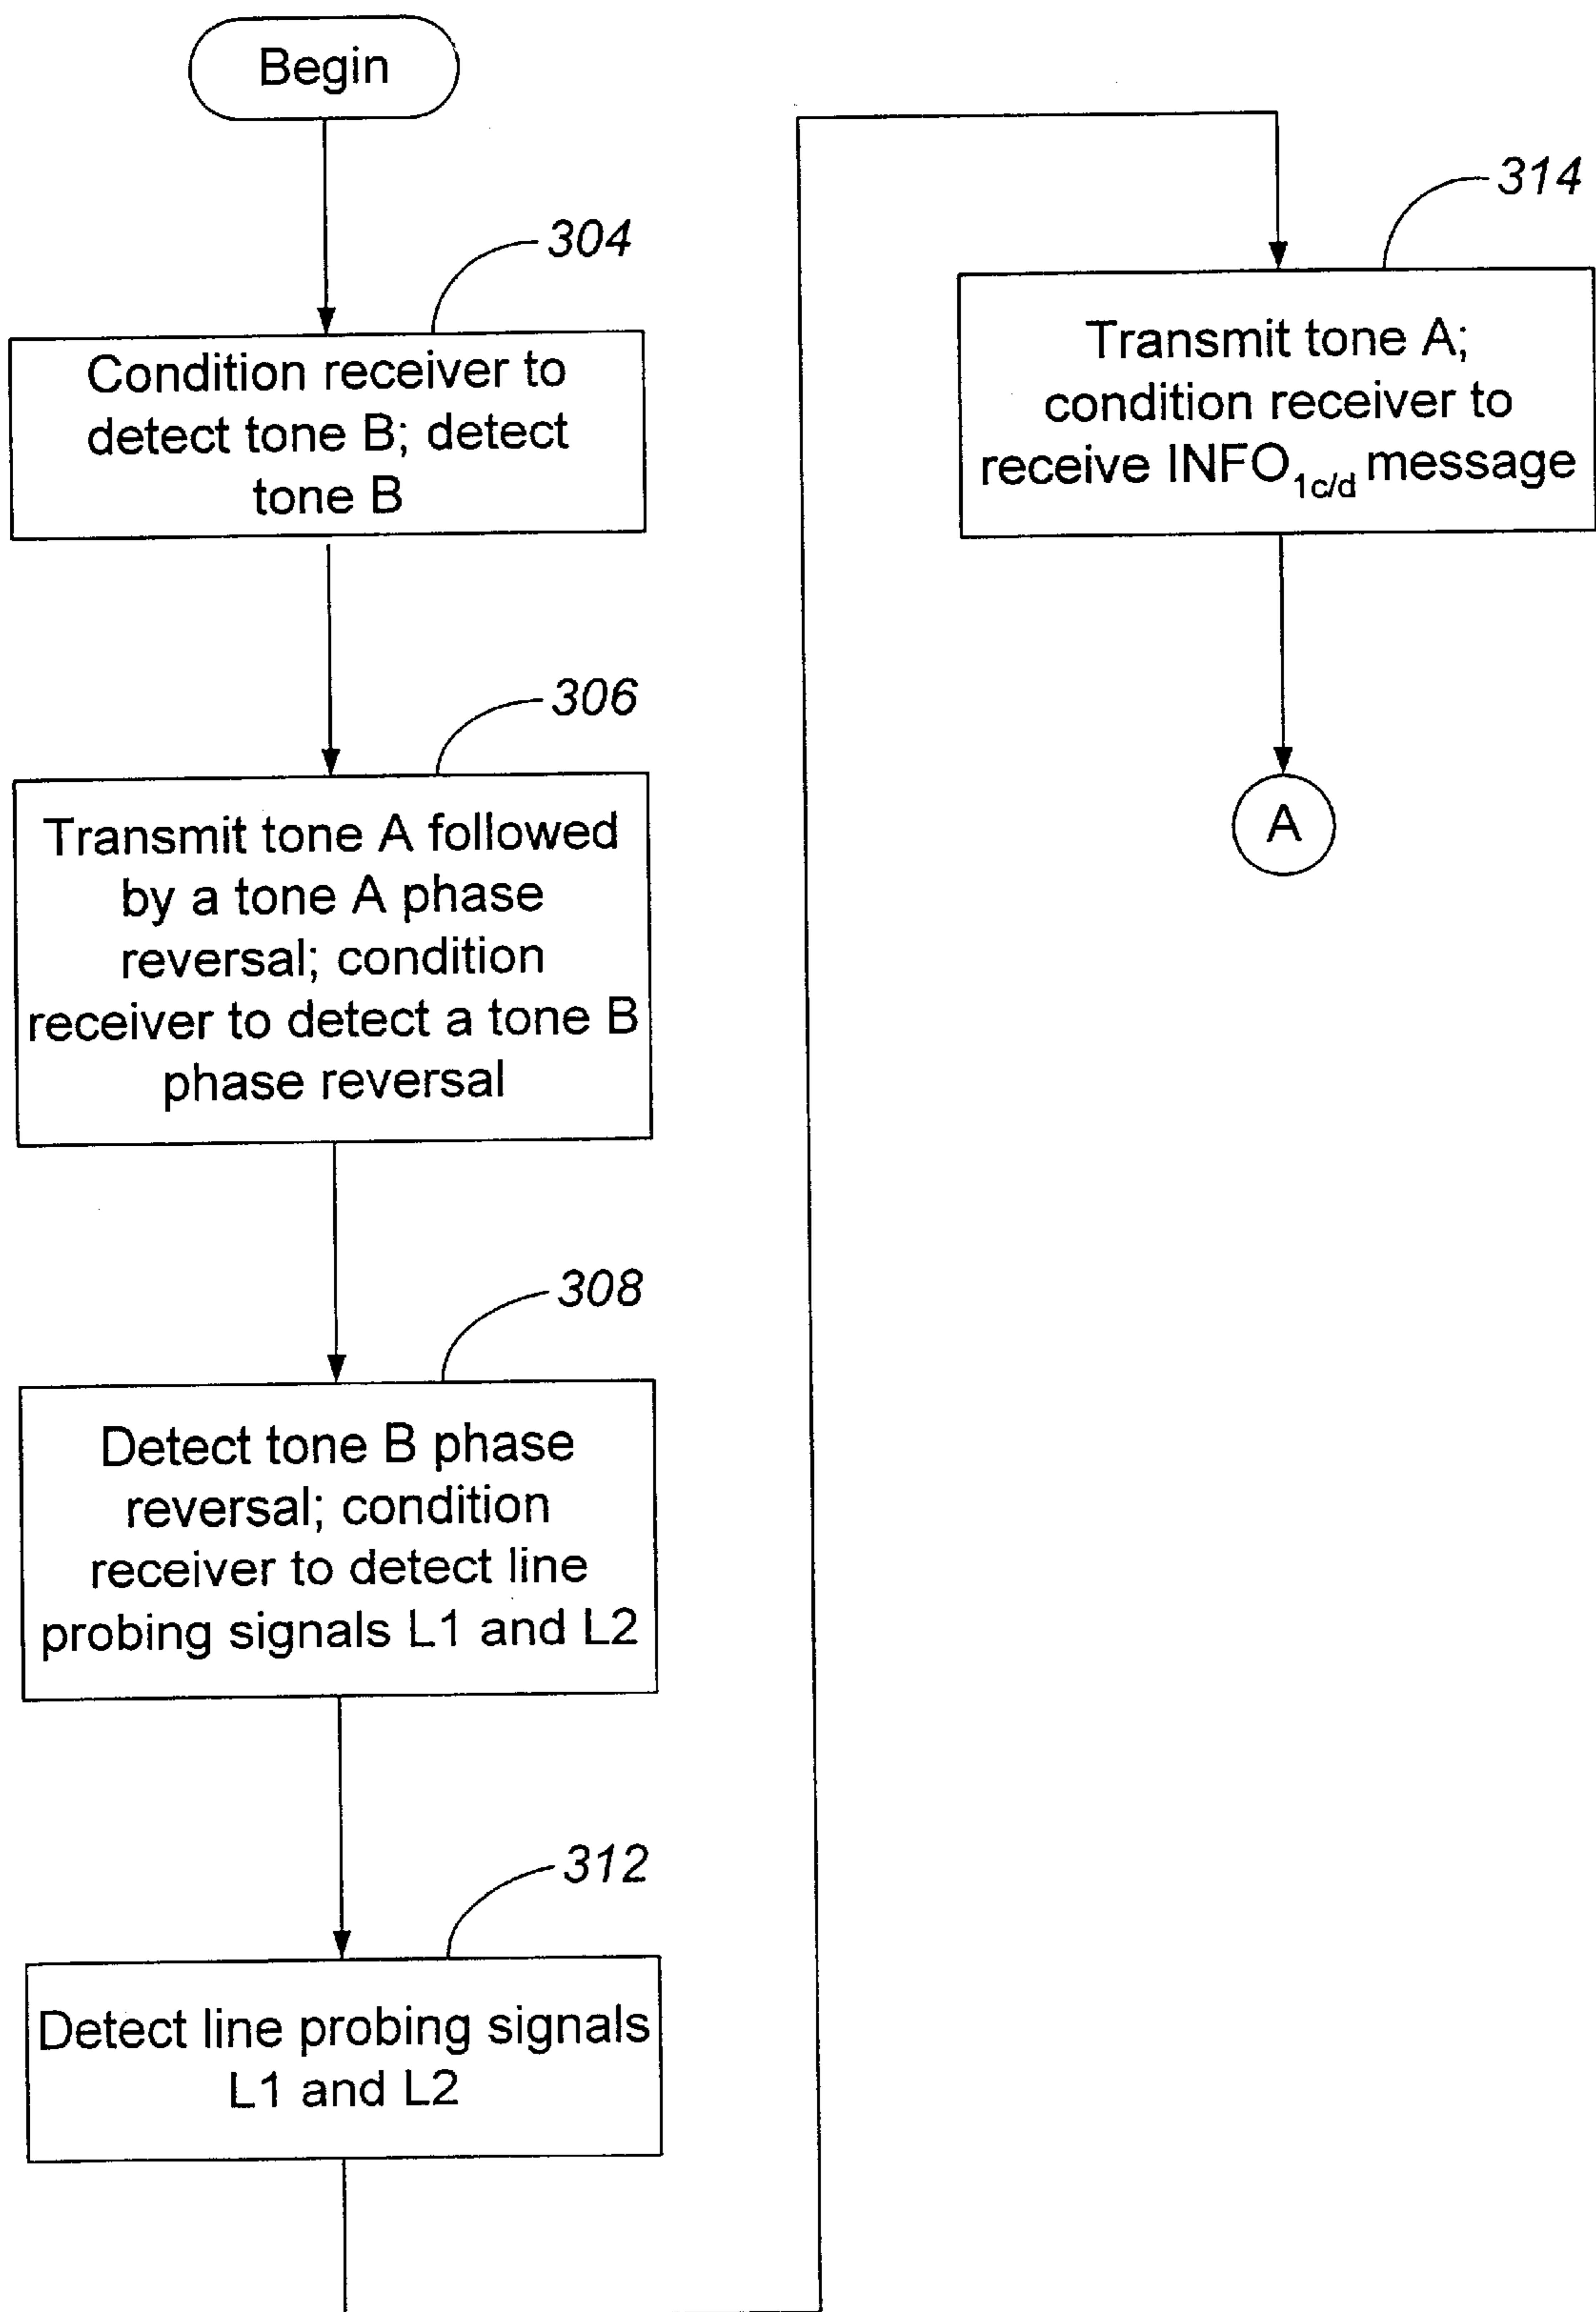 Begin
304
Condition receiver to
detect tone B; detect
tone B
306
Transmit tone A followed
by a tone A phase
reversal; condition
receiver to detect a tone B
phase reversal
308
Detect tone B phase
reversal; condition
receiver to detect line
probing signals L1 and L2
312
Detect line probing signals
L1 and L2
314
Transmit tone A;
condition receiver to
receive INFO1c/d message
A